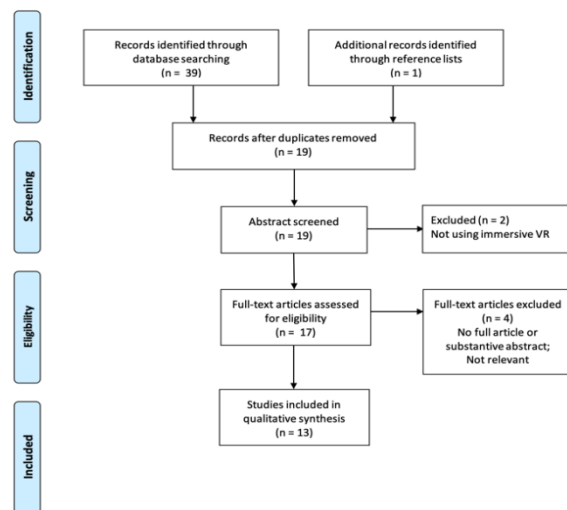 Identification
Records identified through
database searching
(n = 39)
Additional records identified
through reference lists
(n = 1)
Records after duplicates removed
(n = 19)
Screening
Abstract screened
(n = 19)
Excluded (n = 2)
Not using immersive VR
Eligibility
Full-text articles assessed
for eligibility
(n = 17)
Full-text articles excluded
(n = 4)
No full article or
substantive abstract;
Not relevant
Included
Studies included in
qualitative synthesis
(n = 13)